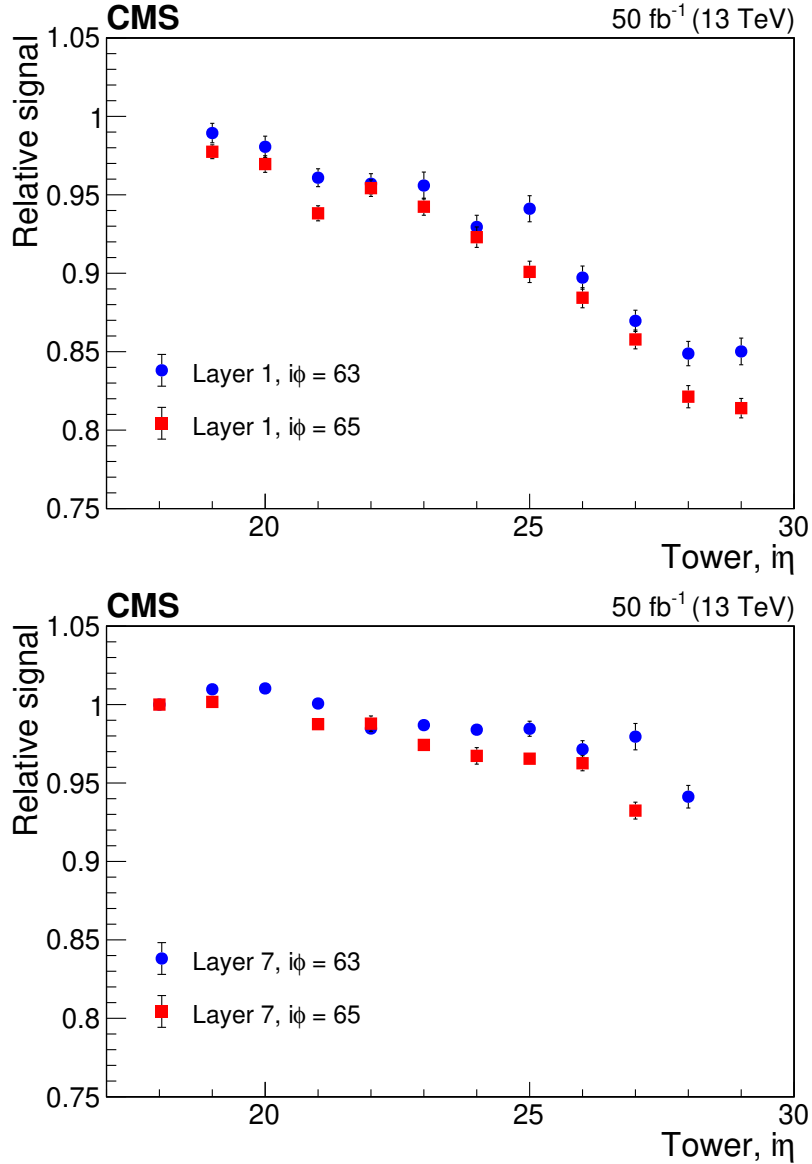 CMS 50 fb⁻¹ (13 TeV)
Relative signal
1.05
1
0.95
0.9
0.85
0.8
0.75
Layer 1, iϕ = 63
Layer 1, iϕ = 65
20 25 30
Tower, iη
CMS 50 fb⁻¹ (13 TeV)
Relative signal
1.05
1
0.95
0.9
0.85
0.8
0.75
Layer 7, iϕ = 63
Layer 7, iϕ = 65
20 25 30
Tower, iη